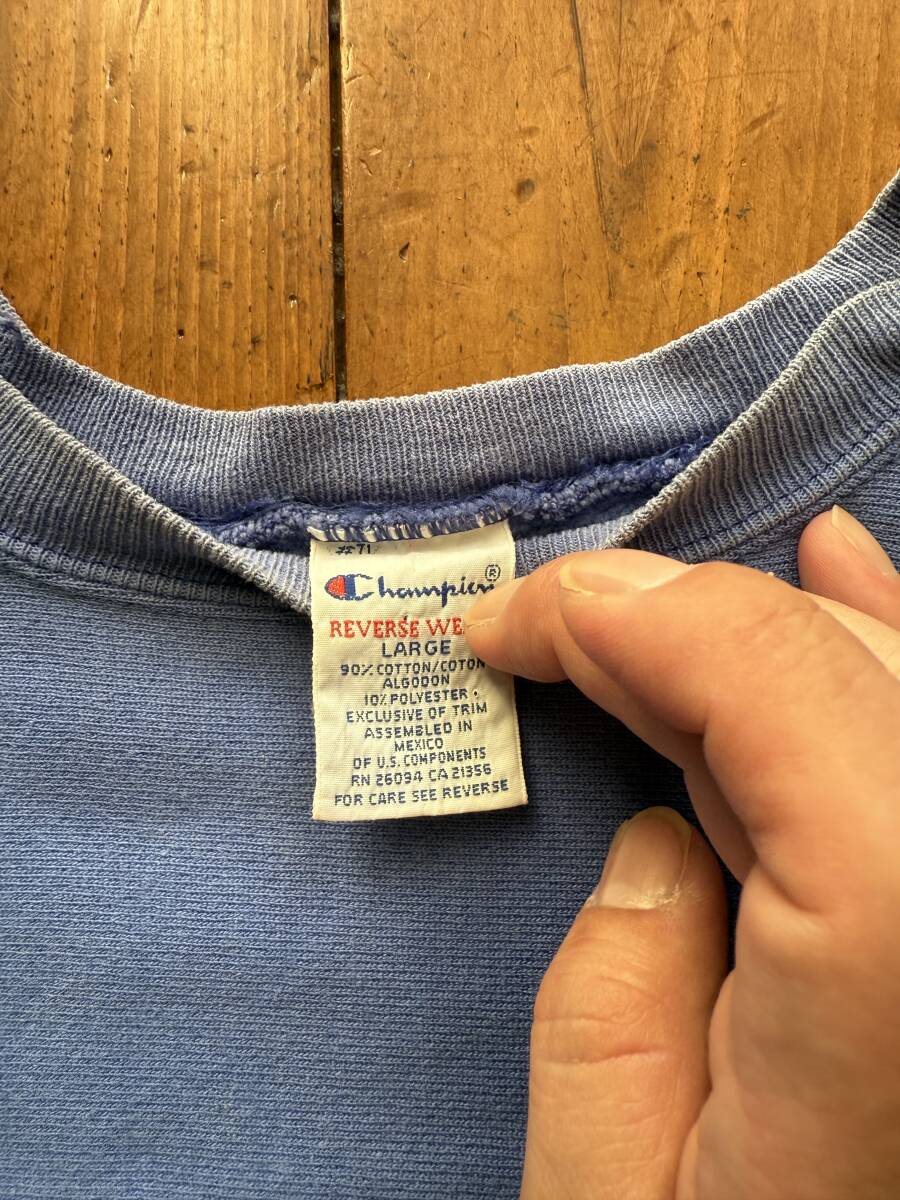 #71
Champion®
REVERSE
LARGE
90% COTTON/COTON
ALGODON
10% POLYESTER
EXCLUSIVE OF TRIM
ASSEMBLED IN
MEXICO
OF U.S. COMPONENTS
RN 26094 CA 21356
FOR CARE SEE REVERSE